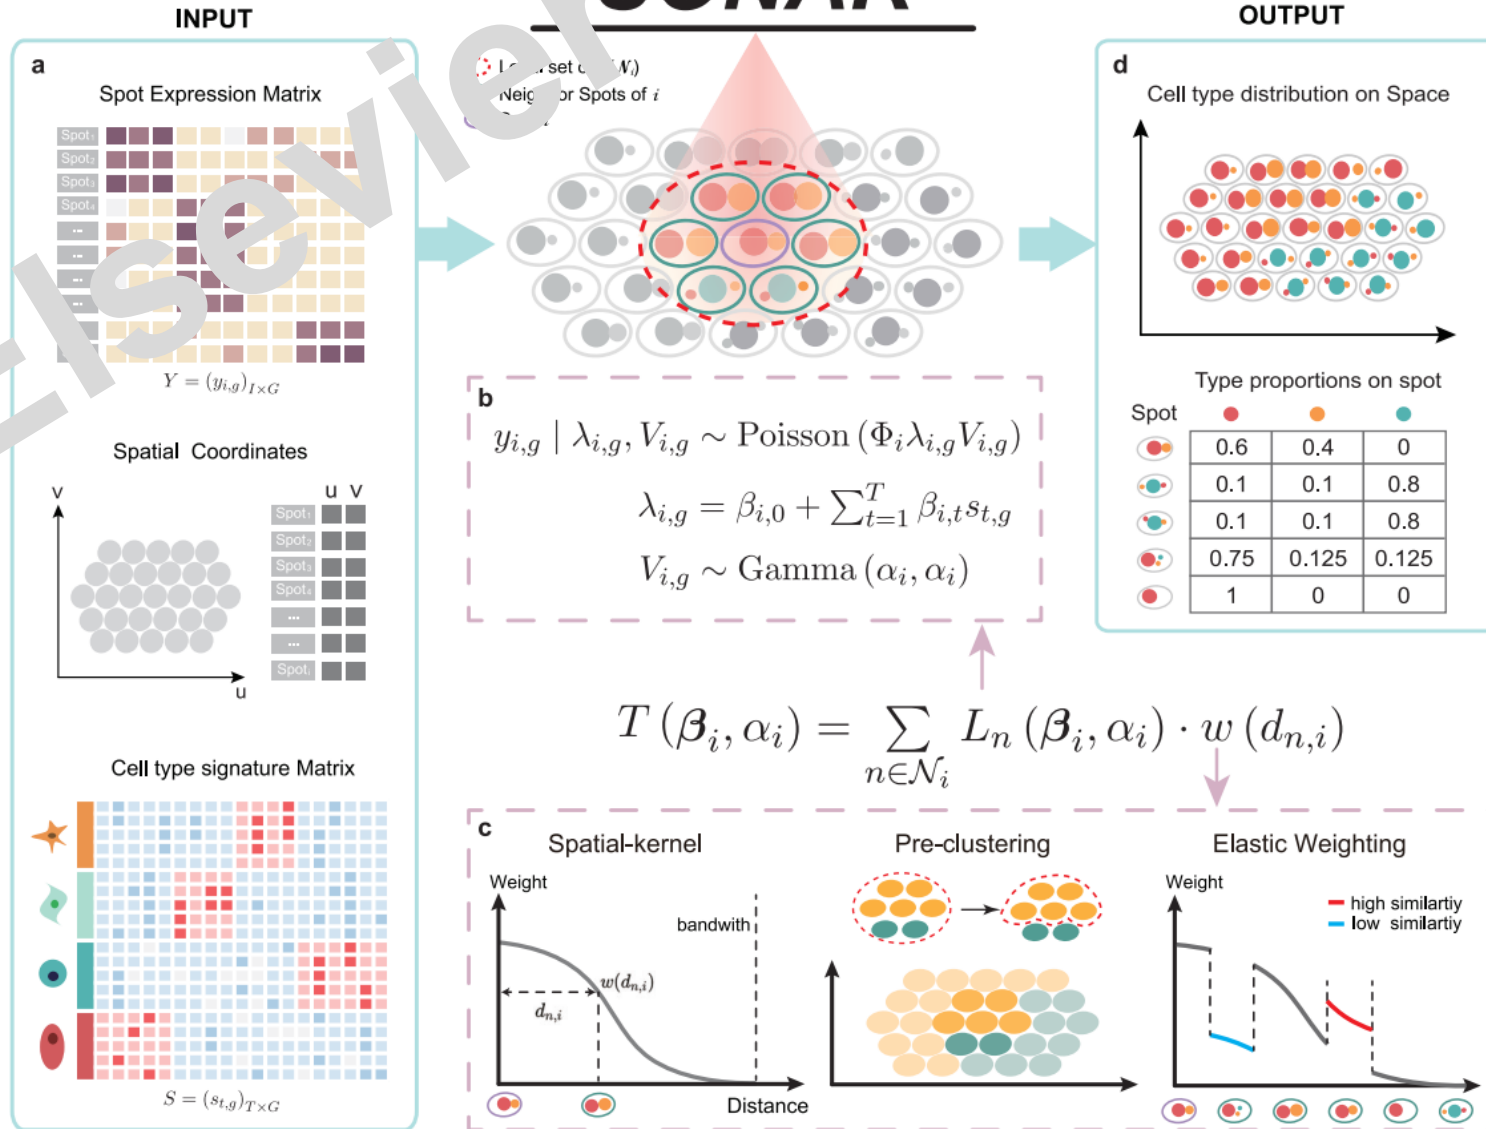 INPUT
SONAR
OUTPUT
a
Spot Expression Matrix
Spot₁
Spot₂
Spot₃
Spot₄
...
...
...
...
Y = (y_{i,g})_{I×G}
Spatial Coordinates
v
u
u v
Spot₁
Spot₂
Spot₃
Spot₄
...
...
Spot_i
Cell type signature Matrix
S = (s_{t,g})_{T×G}
set (𝒩_i)
Spots of i
b
y_{i,g} | λ_{i,g}, V_{i,g} ∼ Poisson (Φ_i λ_{i,g} V_{i,g})
λ_{i,g} = β_{i,0} + ∑_{t=1}^{T} β_{i,t} s_{t,g}
V_{i,g} ∼ Gamma (α_i, α_i)
T (β_i, α_i) = ∑_{n∈𝒩_i} L_n (β_i, α_i) · w (d_{n,i})
c
Spatial-kernel
Weight
bandwith
w(d_{n,i})
d_{n,i}
Distance
Pre-clustering
Elastic Weighting
Weight
high similartiy
low similartiy
d
Cell type distribution on Space
Type proportions on spot
Spot
0.6 0.4 0
0.1 0.1 0.8
0.1 0.1 0.8
0.75 0.125 0.125
1 0 0
Elsevier